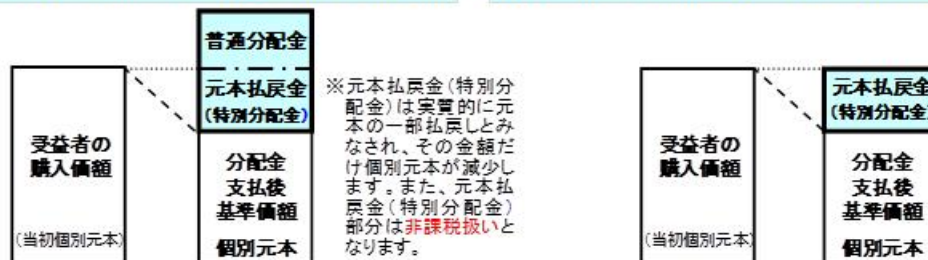 普通分配金
元本払戻金
(特別分配金)
受益者の
購入価額
(当初個別元本)
分配金
支払後
基準価額
個別元本
※元本払戻金(特別分
配金)は実質的に元
本の一部払戻しとみ
なされ、その金額だ
け個別元本が減少し
ます。また、元本払
戻金(特別分配金)
部分は非課税扱いと
なります。
受益者の
購入価額
(当初個別元本)
元本払戻金
(特別分配金
分配金
支払後
基準価額
個別元本